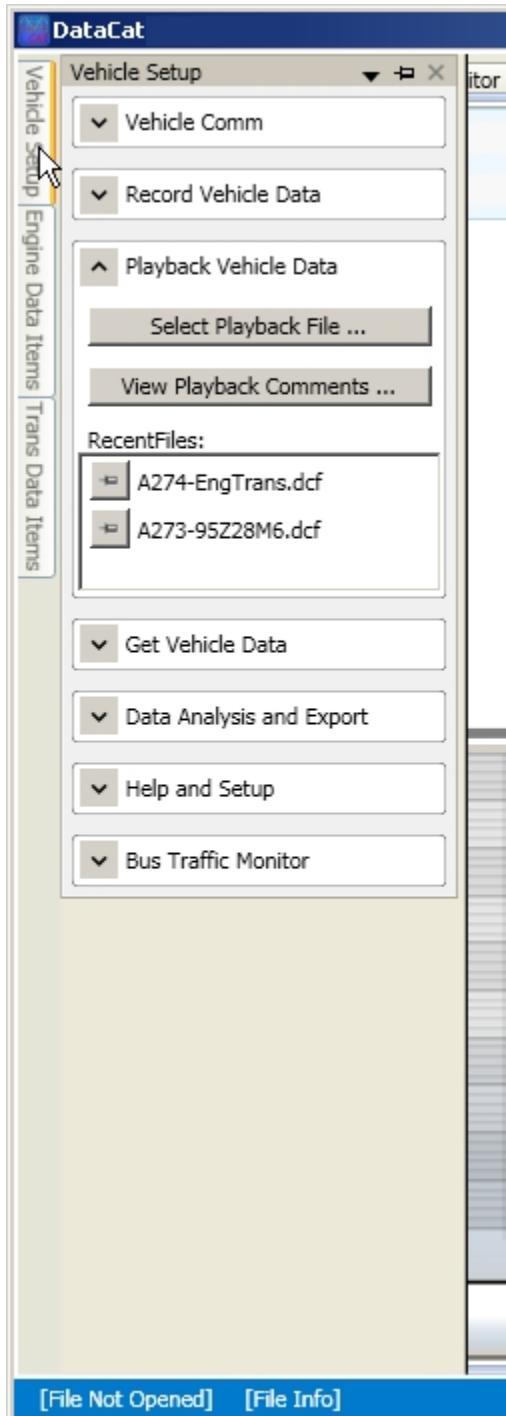 DataCat
Vehicle Setup
itor
Vehicle Setup
Engine Data Items
Trans Data Items
Vehicle Comm
Record Vehicle Data
Playback Vehicle Data
Select Playback File ...
View Playback Comments ...
RecentFiles:
A274-EngTrans.dcf
A273-95Z28M6.dcf
Get Vehicle Data
Data Analysis and Export
Help and Setup
Bus Traffic Monitor
[File Not Opened] [File Info]